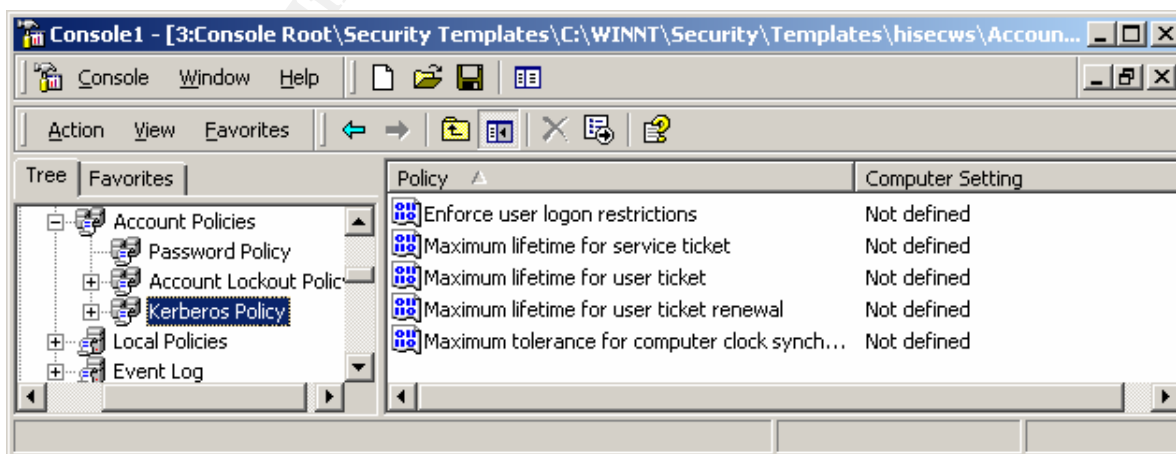 Console1 - [3:Console Root\Security Templates\C:\WINNT\Security\Templates\hisecws\Accoun...
Console Window Help
Action View Favorites
Tree Favorites
Policy Computer Setting
Account Policies
Password Policy
Account Lockout Polic
Kerberos Policy
Local Policies
Event Log
Enforce user logon restrictions Not defined
Maximum lifetime for service ticket Not defined
Maximum lifetime for user ticket Not defined
Maximum lifetime for user ticket renewal Not defined
Maximum tolerance for computer clock synch... Not defined